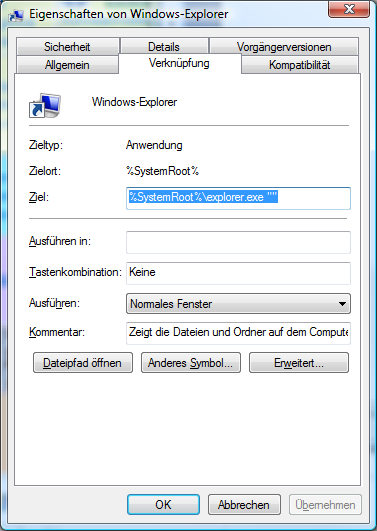 Eigenschaften von Windows-Explorer
Sicherheit Details Vorgängerversionen
Allgemein Verknüpfung Kompatibilität
Windows-Explorer
Zieltyp: Anwendung
Zielort: %SystemRoot%
Ziel: %SystemRoot%\explorer.exe ""
Ausführen in:
Tastenkombination: Keine
Ausführen: Normales Fenster
Kommentar: Zeigt die Dateien und Ordner auf dem Compute
Dateipfad öffnen Anderes Symbol... Erweitert...
OK Abbrechen Übernehmen